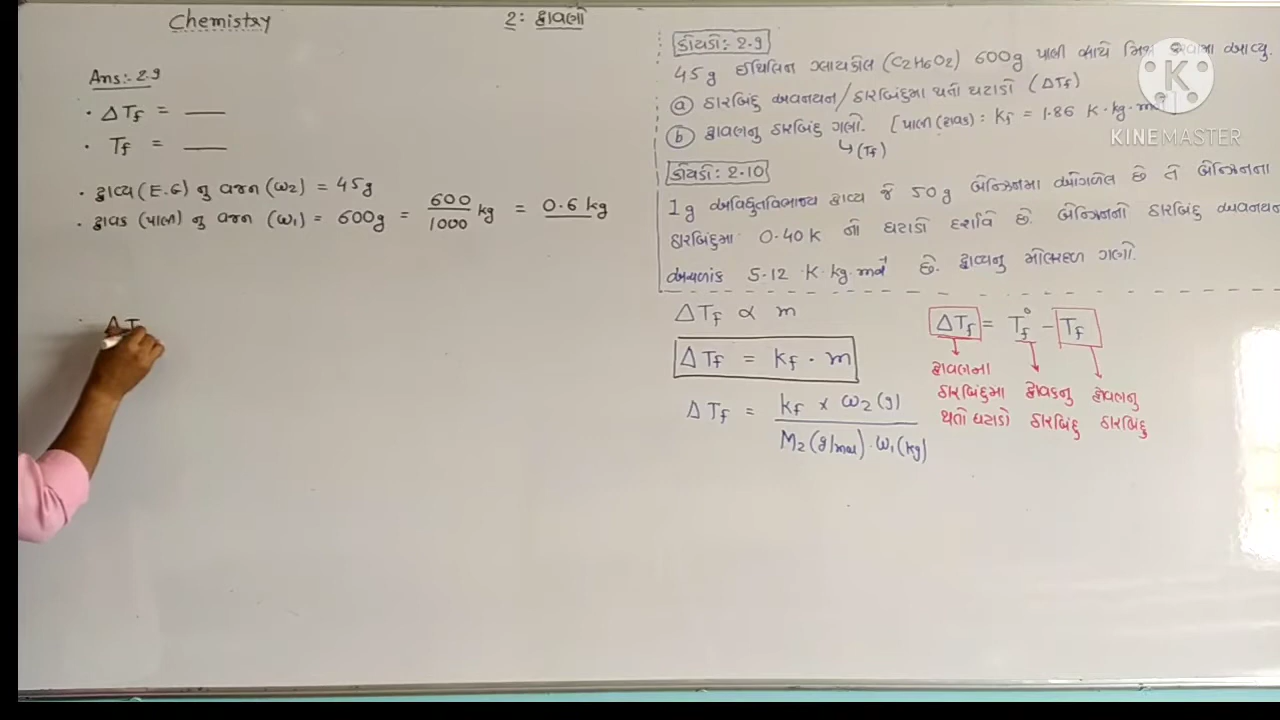 Chemistry
2: દ્રાવણો
Ans:- 2.9
· ΔTf = ___
· Tf = ___
· દ્રાવ્ય (E.G) નુ વજન (ω2) = 45g
· દ્રાવક (પાણી) નુ વજન (ω1) = 600g = 600/1000 kg = 0.6 kg
ΔT
કોયડો:- 2.9
45g ઇથિલિન ગ્લાયકોલ (C2H6O2) 600g પાણી સાથે મિશ્ર કરવામા આવ્યુ.
(a) ઠારબિંદુ અવનયન/ઠારબિંદુમા થતો ઘટાડો (ΔTf)
(b) દ્રાવણનુ ઠારબિંદુ ગણો. [પાણી (દ્રાવક) : Kf = 1.86 K·kg·
↳(Tf)
કોયડો: 2.10
1g અવિદ્યુતવિભાજ્ય દ્રાવ્ય જે 50g બેન્ઝિનમા ઓગળેલ છે તે બેન્ઝિનના
ઠારબિંદુમા 0.40K નો ઘટાડો દર્શાવે છે. બેન્ઝિનનો ઠારબિંદુ અવનયન
અચળાંક 5.12 K·kg·mol⁻¹ છે. દ્રાવ્યનુ મોલરદળ ગણો.
ΔTf ∝ m
ΔTf = Kf · m
ΔTf = Kf × ω2(g) / M2(g/mol)·ω1(kg)
ΔTf = Tf° - Tf
દ્રાવણના ઠારબિંદુમા થતો ઘટાડો
દ્રાવકનુ ઠારબિંદુ
દ્રાવણનુ ઠારબિંદુ
K
KINEMASTER